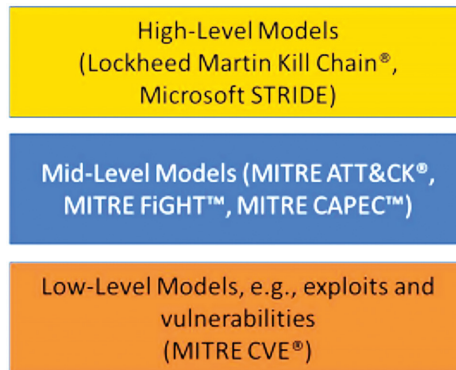 High-Level Models
(Lockheed Martin Kill Chain®,
Microsoft STRIDE)
Mid-Level Models (MITRE ATT&CK®,
MITRE FiGHT™, MITRE CAPEC™)
Low-Level Models, e.g., exploits and
vulnerabilities
(MITRE CVE®)